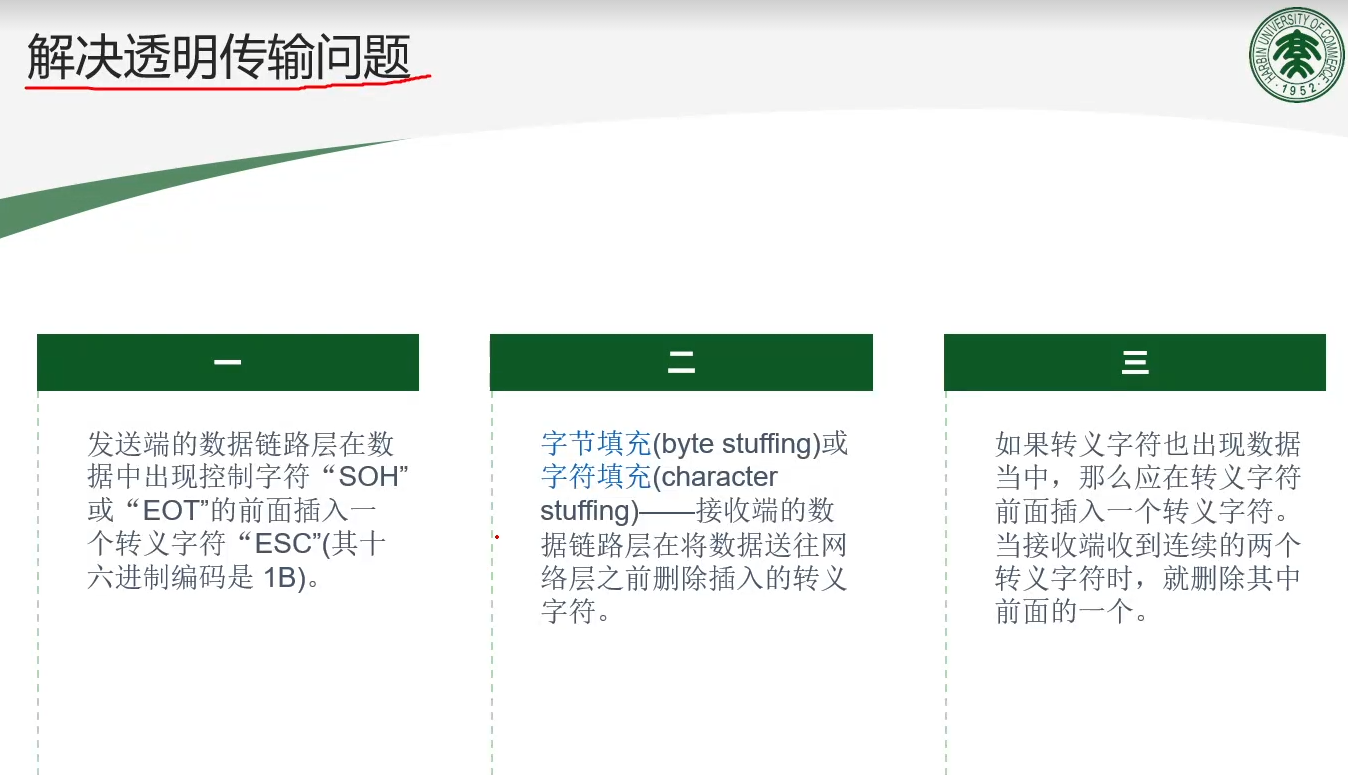 解决透明传输问题
HARBIN UNIVERSITY OF COMMERCE
·1952·
一
发送端的数据链路层在数
据中出现控制字符“SOH”
或“EOT”的前面插入一
个转义字符“ESC”(其十
六进制编码是 1B)。
二
字节填充(byte stuffing)或
字符填充(character
stuffing)——接收端的数
据链路层在将数据送往网
络层之前删除插入的转义
字符。
三
如果转义字符也出现数据
当中，那么应在转义字符
前面插入一个转义字符。
当接收端收到连续的两个
转义字符时，就删除其中
前面的一个。